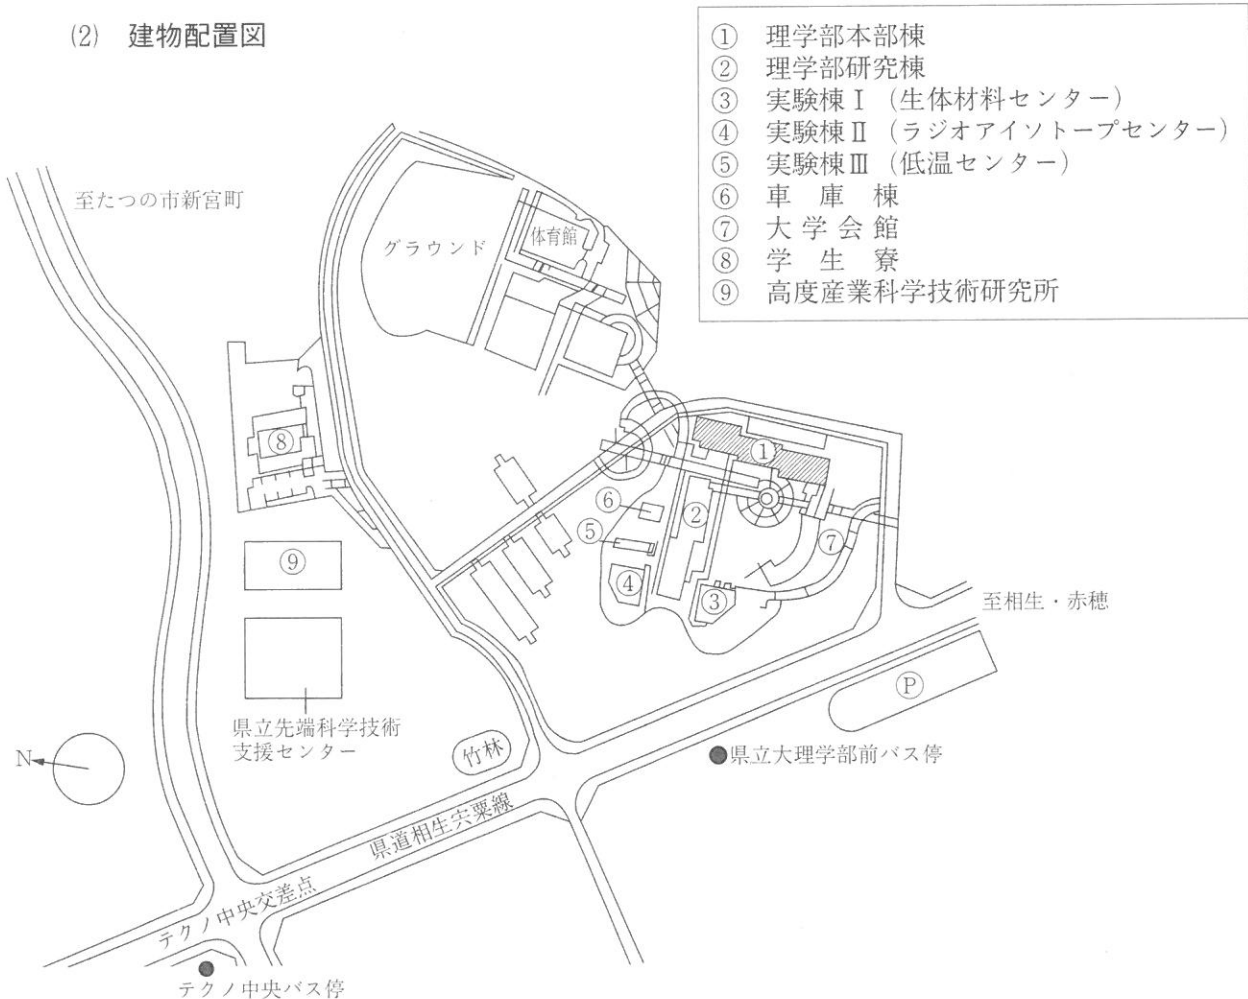 (2) 建物配置図
① 理学部本部棟
② 理学部研究棟
③ 実験棟Ⅰ（生体材料センター）
④ 実験棟Ⅱ（ラジオアイソトープセンター）
⑤ 実験棟Ⅲ（低温センター）
⑥ 車庫棟
⑦ 大学会館
⑧ 学生寮
⑨ 高度産業科学技術研究所
至たつの市新宮町
グラウンド
体育館
⑧
①
⑥
②
⑤
⑦
⑨
④
③
至相生・赤穂
Ⓟ
県立先端科学技術
支援センター
竹林
N
県立大理学部前バス停
県道相生宍粟線
テクノ中央交差点
テクノ中央バス停